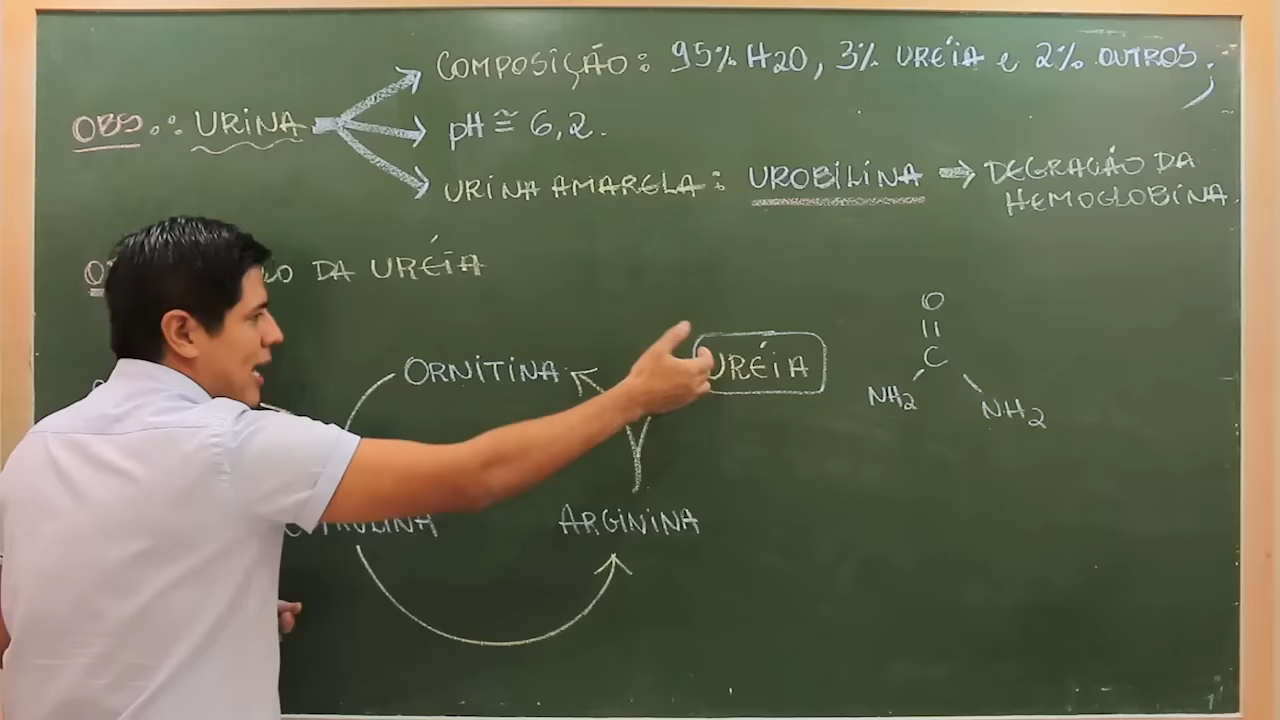 COMPOSIÇÃO: 95% H2O, 3% URÉIA e 2% OUTROS;
OBS.: URINA
pH ≅ 6,2.
URINA AMARELA: UROBILINA ⇒ DEGRAÇÃO DA
HEMOGLOBINA.
DA URÉIA
O
ORNITINA
URÉIA
C
NH2
NH2
ARGININA